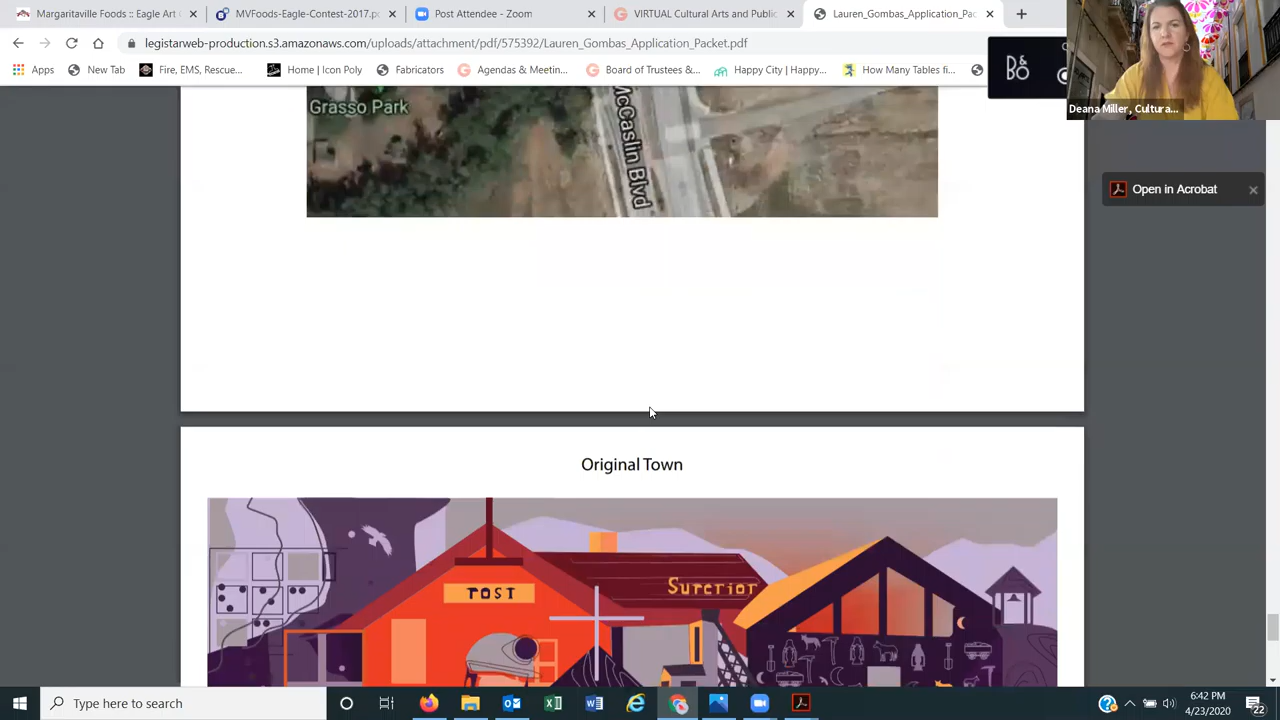 Margaritaville Foods :: Eagle Art
MVFoods-Eagle-Contest-2017.p
Post Attendee - Zoom
VIRTUAL Cultural Arts and Public
Lauren_Gombas_Application_Pac
legistarweb-production.s3.amazonaws.com/uploads/attachment/pdf/575392/Lauren_Gombas_Application_Packet.pdf
Apps
New Tab
Fire, EMS, Rescue...
Home | Icon Poly
Fabricators
Agendas & Meetin...
Board of Trustees &...
Happy City | Happy...
How Many Tables fi...
B&O
Deana Miller, Cultura...
Grasso Park
McCaslin Blvd
Open in Acrobat
Original Town
POST
Superior
Type here to search
6:42 PM
4/23/2020
22